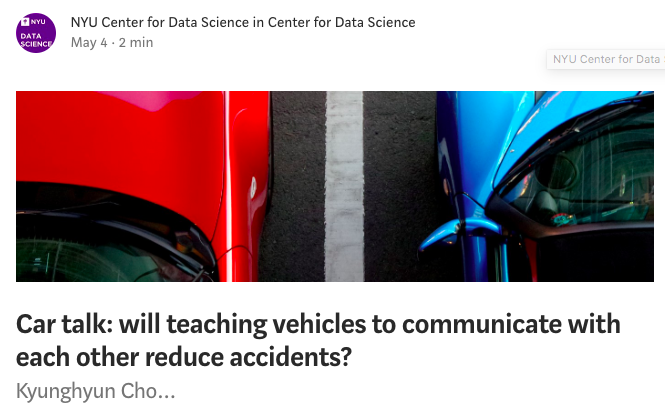 NYU
DATA
SCIENCE
NYU Center for Data Science in Center for Data Science
May 4 · 2 min
NYU Center for Data
Car talk: will teaching vehicles to communicate with
each other reduce accidents?
Kyunghyun Cho...